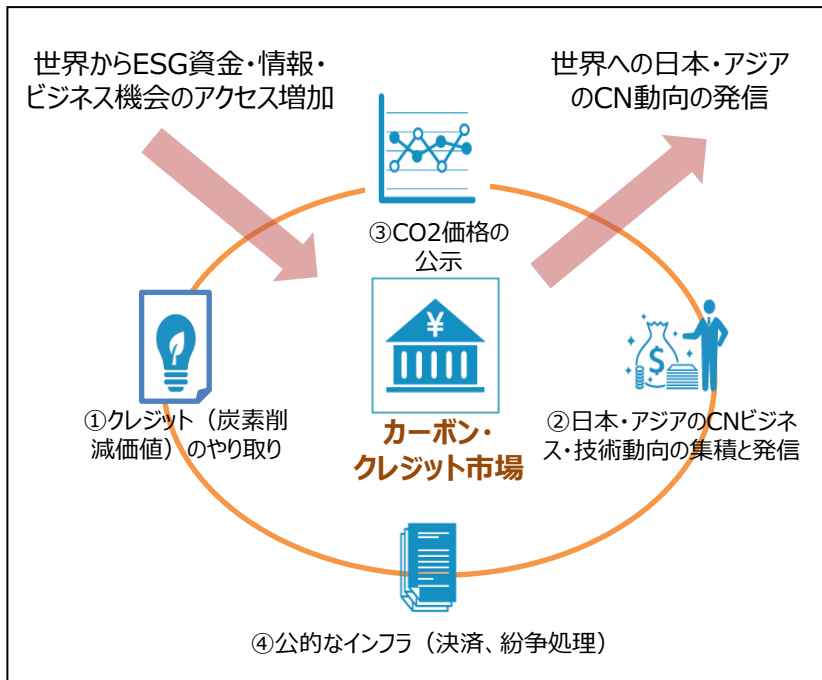 世界からESG資金・情報・
ビジネス機会のアクセス増加
世界への日本・アジア
のCN動向の発信
③CO2価格の
公示
¥
①クレジット（炭素削
減価値）のやり取り
カーボン・
クレジット市場
$
②日本・アジアのCNビジネ
ス・技術動向の集積と発信
④公的なインフラ（決済、紛争処理）